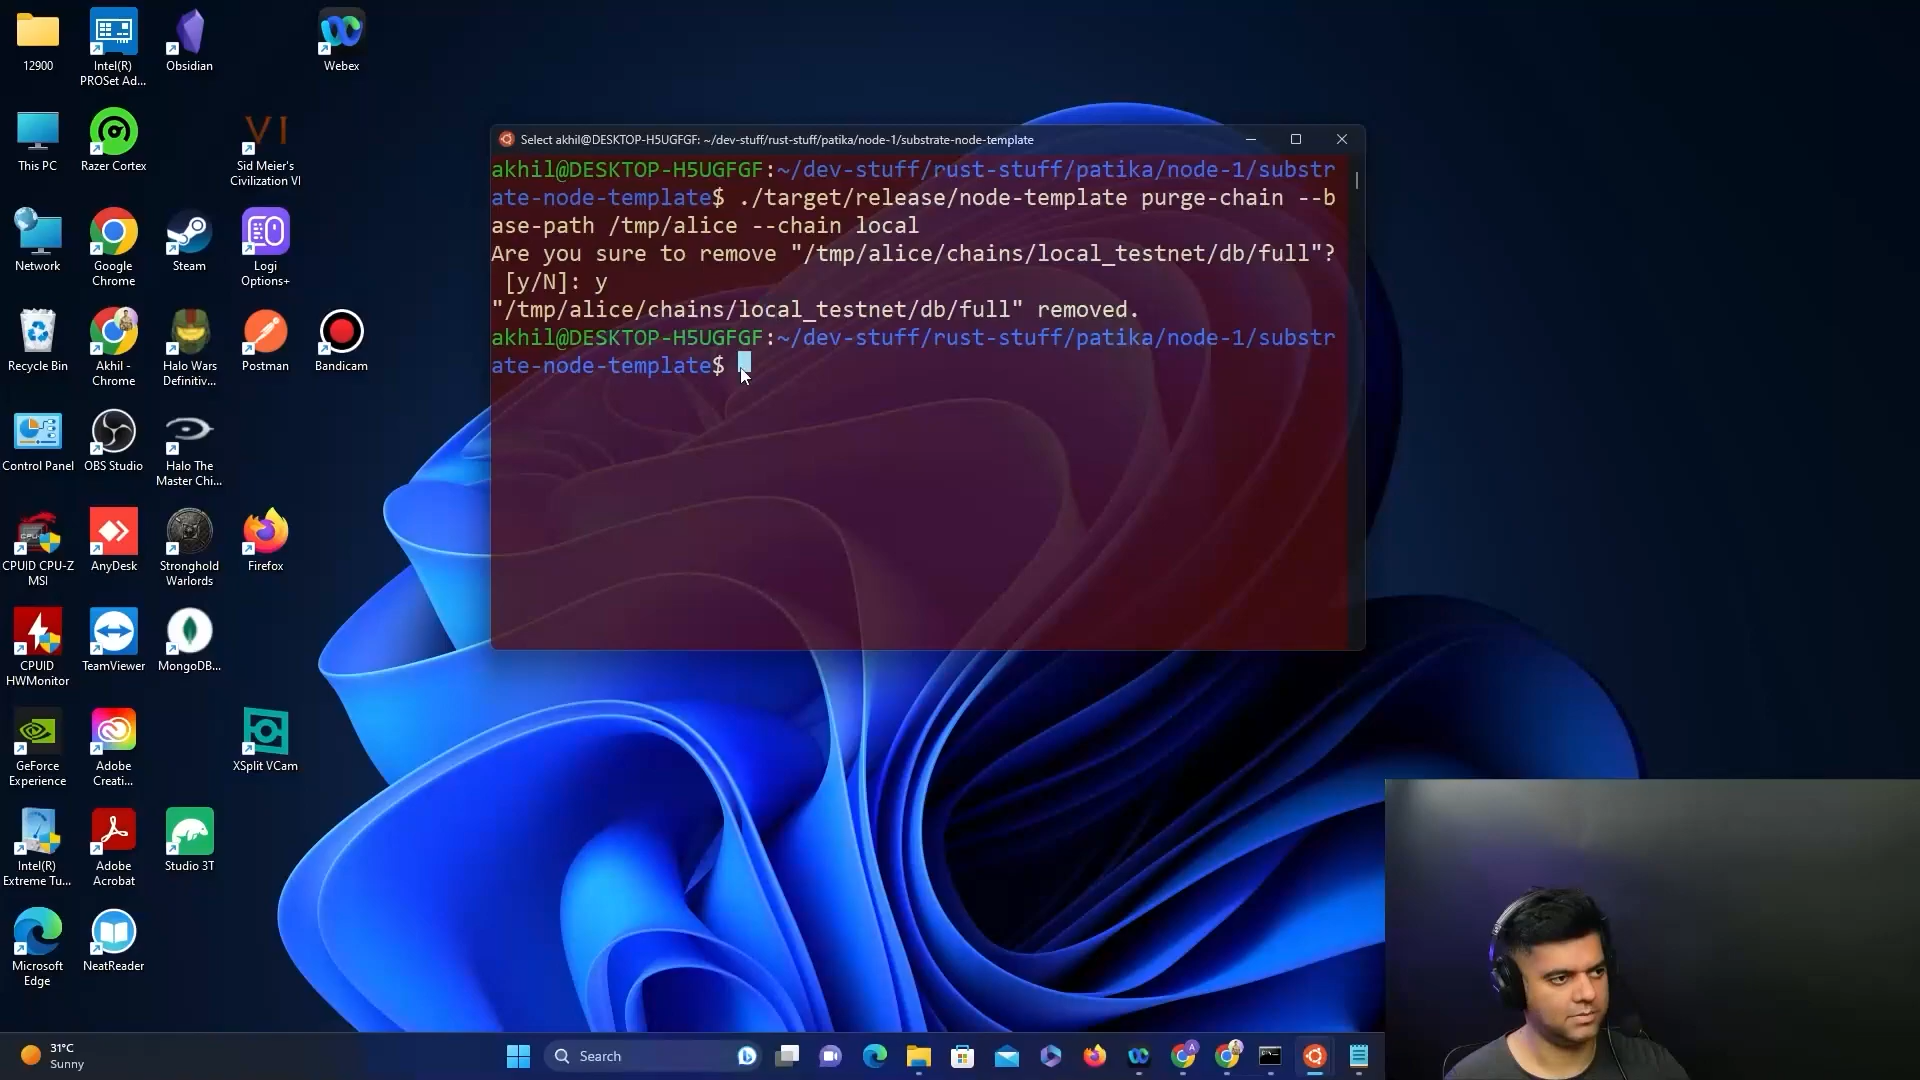 12900
Intel(R)
PROSet Ad...
Obsidian
Webex
This PC
Razer Cortex
VI
Sid Meier's
Civilization VI
Network
Google
Chrome
Steam
Logi
Options+
Recycle Bin
Akhil -
Chrome
Halo Wars
Definitiv...
Postman
Bandicam
Control Panel
OBS Studio
Halo The
Master Chi...
CPUID CPU-Z
MSI
AnyDesk
Stronghold
Warlords
Firefox
CPUID
HWMonitor
TeamViewer
MongoDB...
GeForce
Experience
Adobe
Creati...
XSplit VCam
Intel(R)
Extreme Tu...
Adobe
Acrobat
Studio 3T
Microsoft
Edge
NeatReader
Select akhil@DESKTOP-H5UGFGF: ~/dev-stuff/rust-stuff/patika/node-1/substrate-node-template
akhil@DESKTOP-H5UGFGF:~/dev-stuff/rust-stuff/patika/node-1/substr
ate-node-template$ ./target/release/node-template purge-chain --b
ase-path /tmp/alice --chain local
Are you sure to remove "/tmp/alice/chains/local_testnet/db/full"?
[y/N]: y
"/tmp/alice/chains/local_testnet/db/full" removed.
akhil@DESKTOP-H5UGFGF:~/dev-stuff/rust-stuff/patika/node-1/substr
ate-node-template$
31°C
Sunny
Search